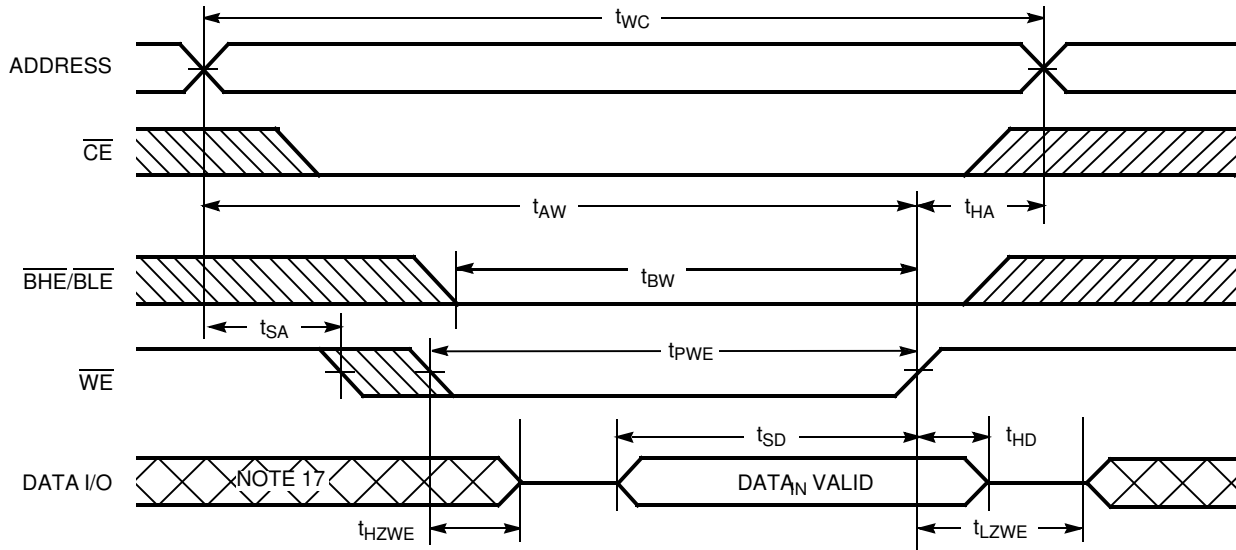 tWC
ADDRESS
CE
tAW
tHA
BHE/BLE
tBW
tSA
tPWE
WE
tSD
tHD
DATA I/O
NOTE 17
DATAIN VALID
tHZWE
tLZWE